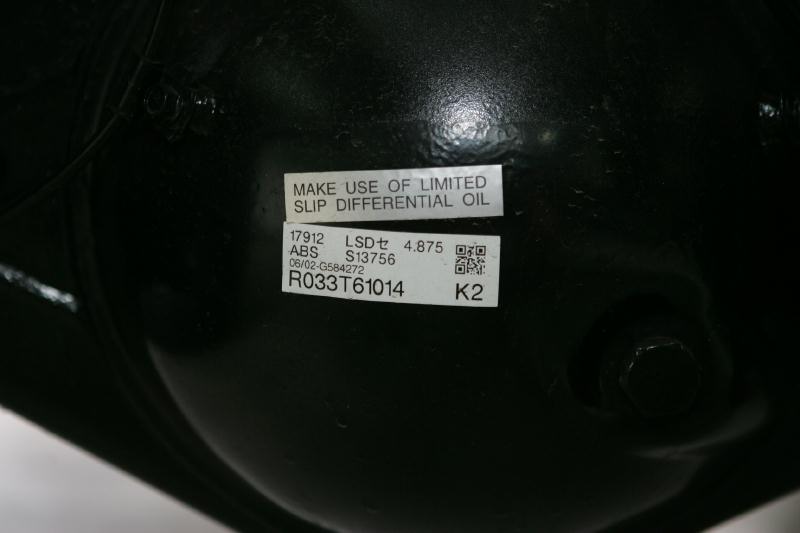 MAKE USE OF LIMITED
SLIP DIFFERENTIAL OIL
17912 LSDセ 4.875
ABS S13756
06/02-G584272
R033T61014 K2